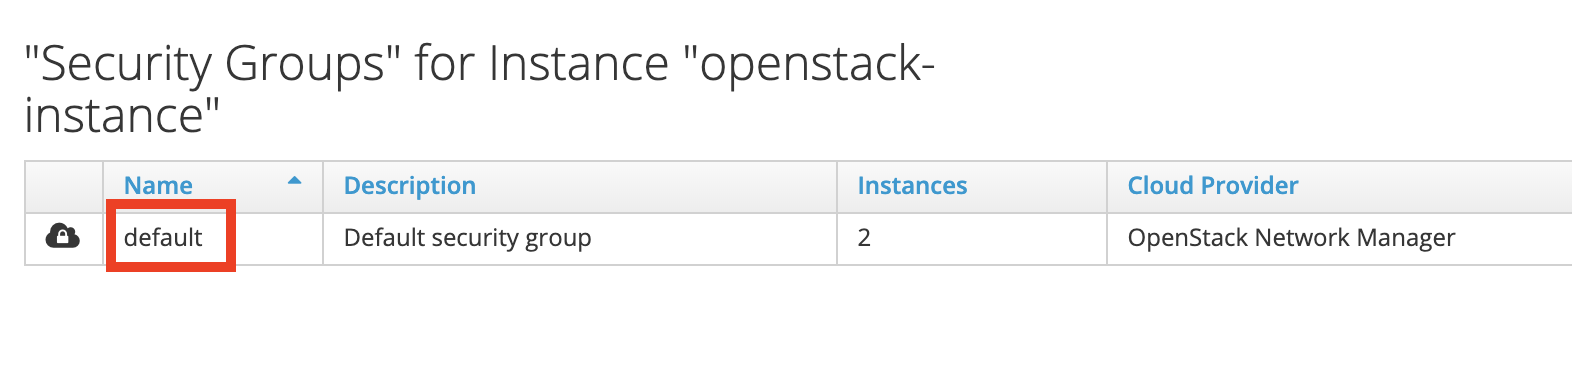 "Security Groups" for Instance "openstack-
instance"
Name Description Instances Cloud Provider
default Default security group 2 OpenStack Network Manager